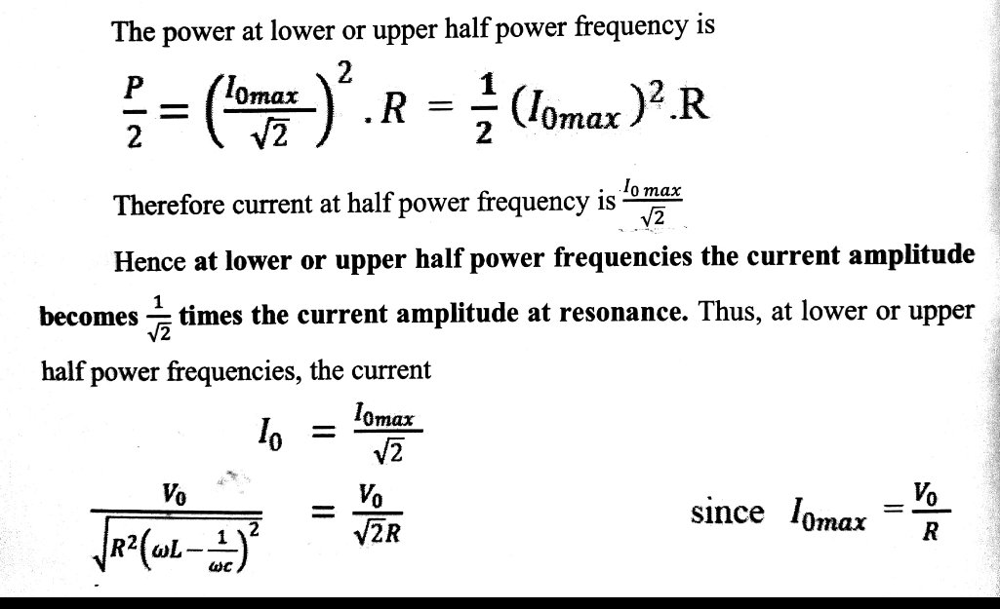 The power at lower or upper half power frequency is
P/2 = (I₀max/√2)² . R = 1/2 (I₀max)² .R
Therefore current at half power frequency is I₀ max/√2
Hence at lower or upper half power frequencies the current amplitude
becomes 1/√2 times the current amplitude at resonance. Thus, at lower or upper
half power frequencies, the current
I₀ = I₀max/√2
V₀/√(R²(ωL − 1/ωc)²) = V₀/√2R since I₀max = V₀/R